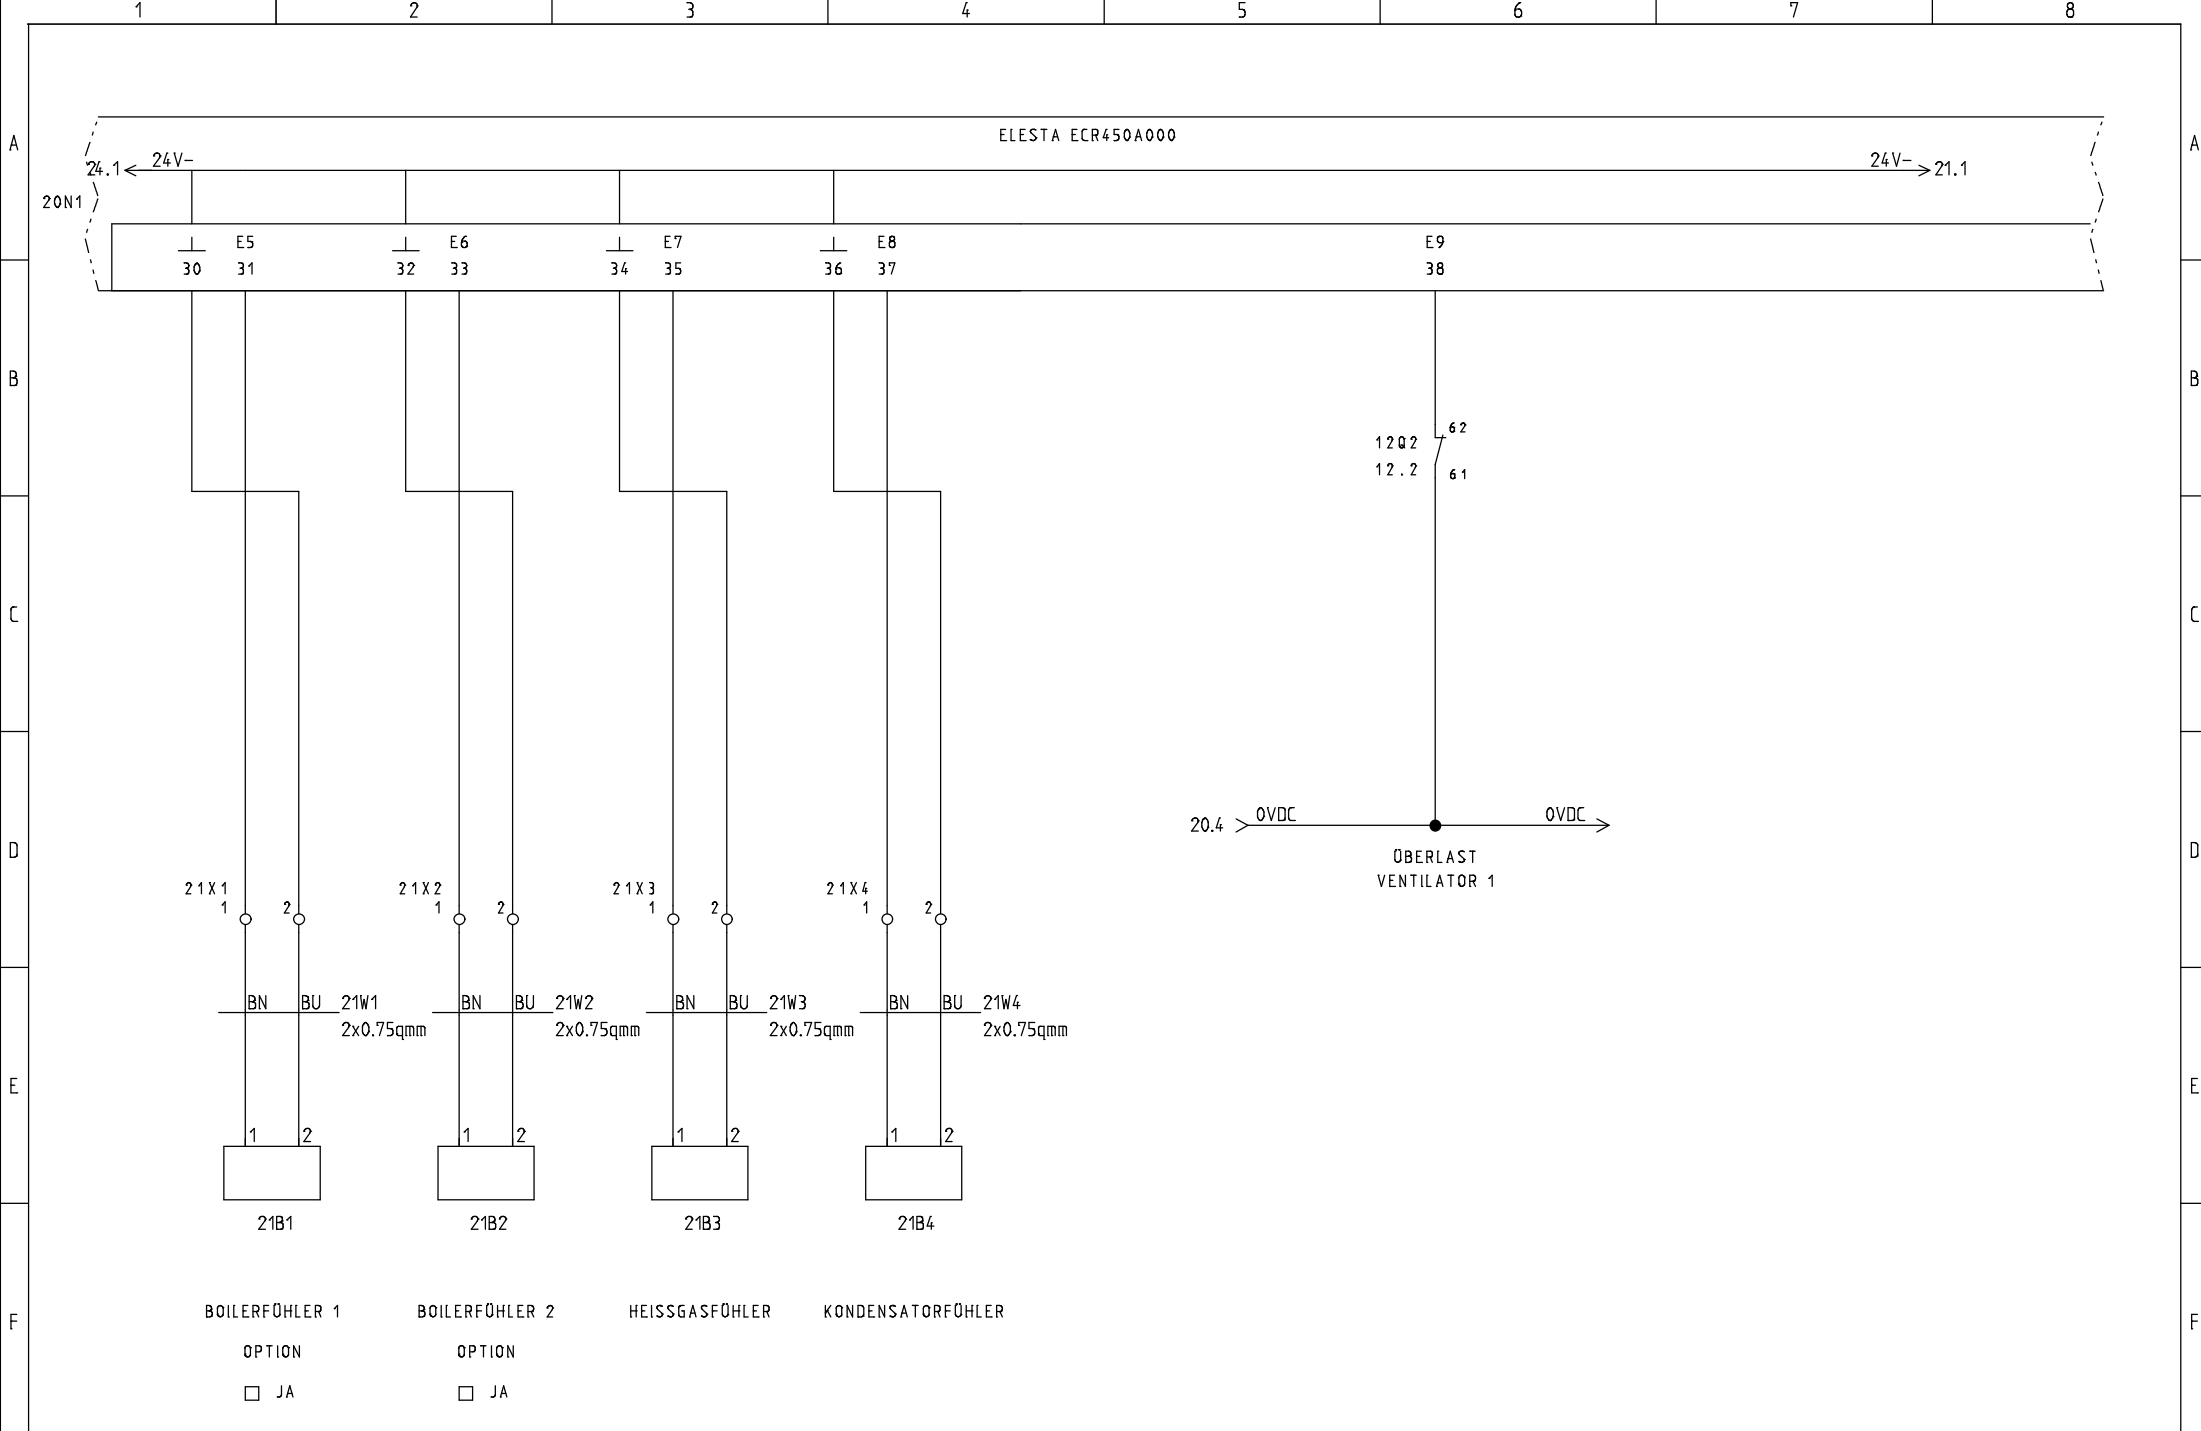 1 2 3 4 5 6 7 8
A A
ELESTA ECR450A000
24.1 24V- 24V- 21.1
20N1
E5 E6 E7 E8 E9
30 31 32 33 34 35 36 37 38
B B
12Q2 62
12.2 61
C C
20.4 0VDC 0VDC
D D
ÜBERLAST
VENTILATOR 1
21X1 21X2 21X3 21X4
1 2 1 2 1 2 1 2
BN BU 21W1 BN BU 21W2 BN BU 21W3 BN BU 21W4
2x0.75qmm 2x0.75qmm 2x0.75qmm 2x0.75qmm
E E
1 2 1 2 1 2 1 2
21B1 21B2 21B3 21B4
BOILERFÜHLER 1 BOILERFÜHLER 2 HEISSGASFÜHLER KONDENSATORFÜHLER
F F
OPTION OPTION
JA JA